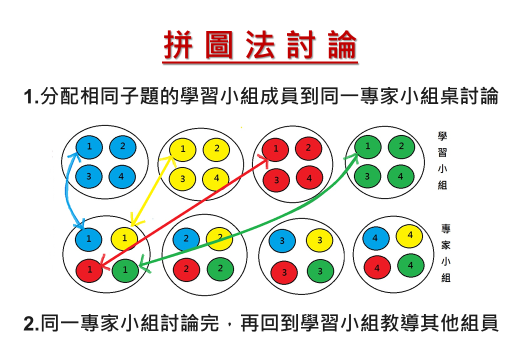 拼圖法討論
1.分配相同子題的學習小組成員到同一專家小組桌討論
1 2 1 2 1 2 1 2
3 4 3 4 3 4 3 4
學習小組
1 1 2 2 3 3 4 4
1 1 2 2 3 3 4 4
專家小組
2.同一專家小組討論完，再回到學習小組教導其他組員